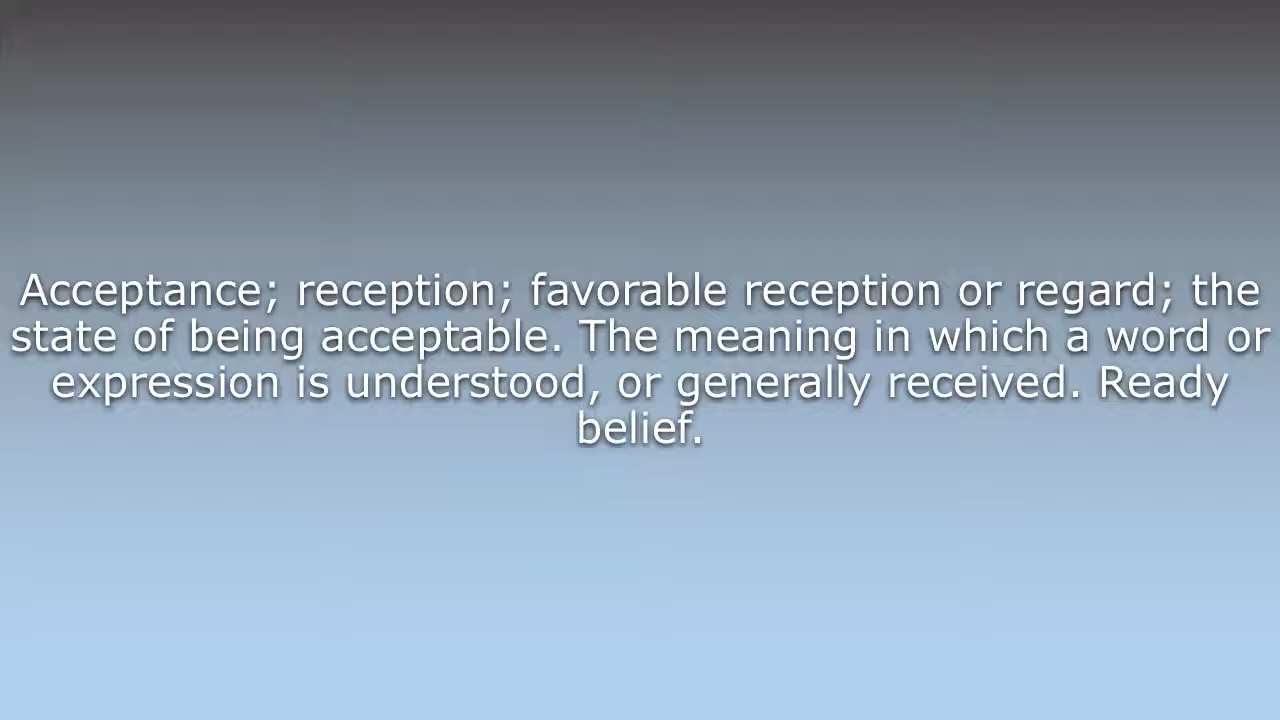 Acceptance; reception; favorable reception or regard; the
state of being acceptable. The meaning in which a word or
expression is understood, or generally received. Ready
belief.